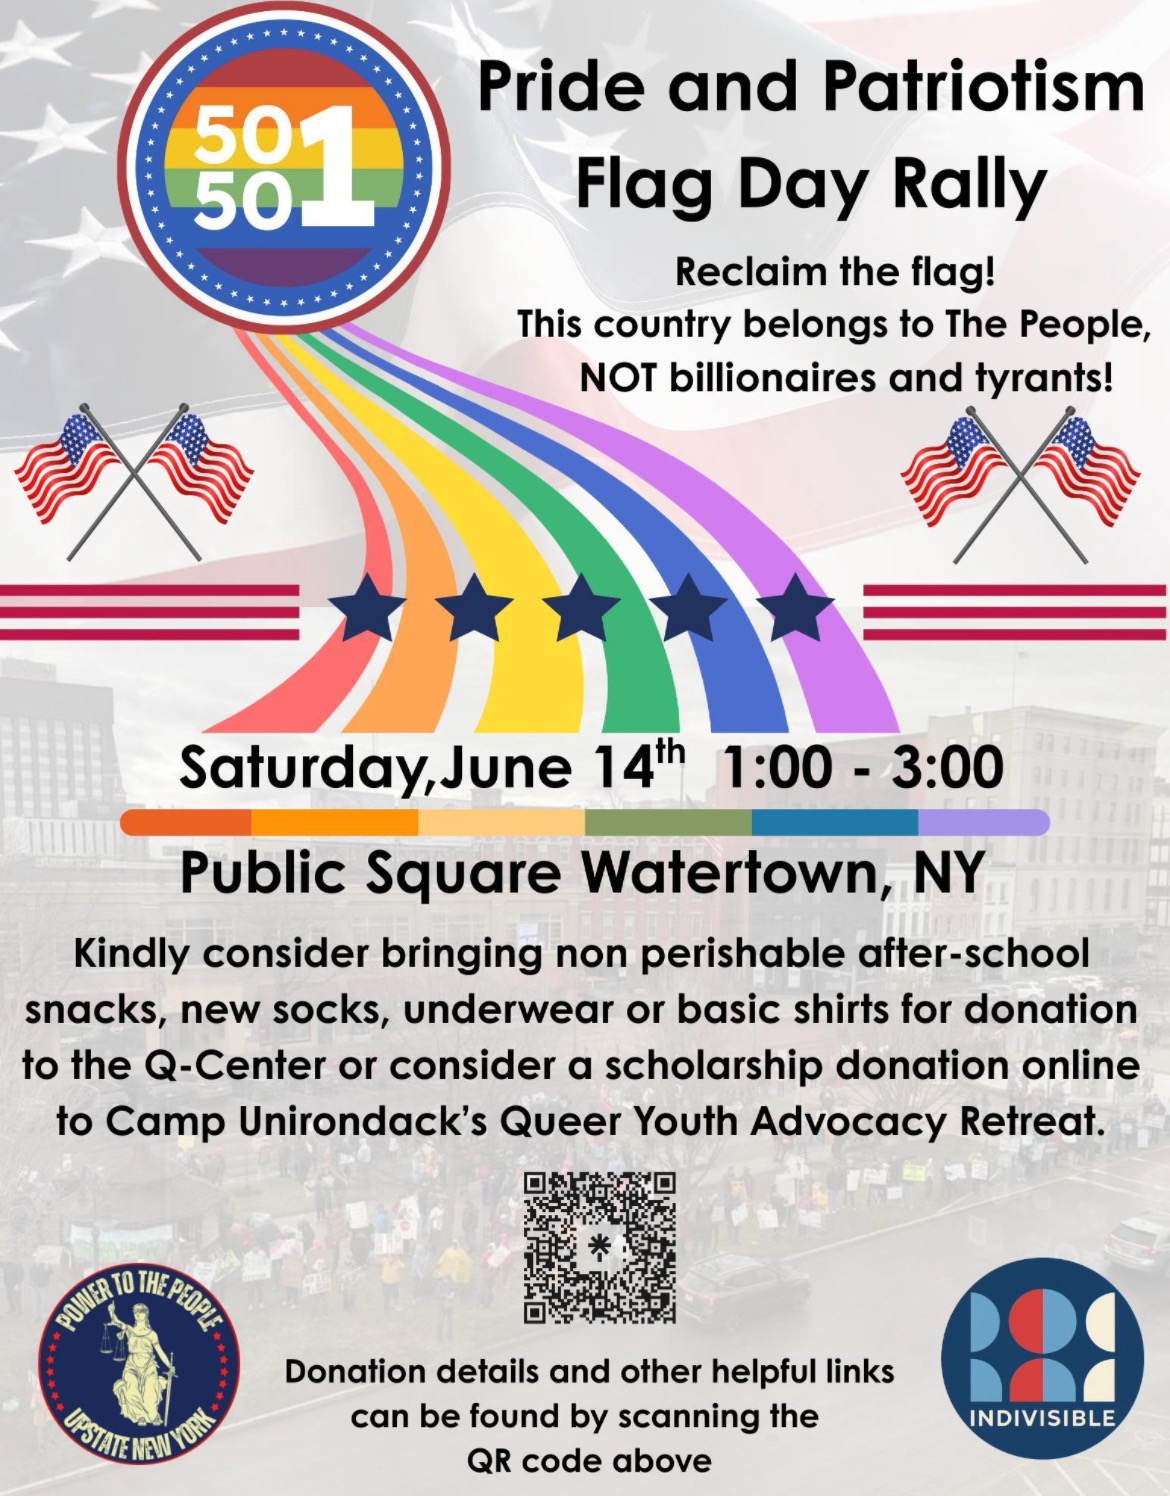 50
50
1
Pride and Patriotism
Flag Day Rally
Reclaim the flag!
This country belongs to The People,
NOT billionaires and tyrants!
Saturday,June 14th 1:00 - 3:00
Public Square Watertown, NY
Kindly consider bringing non perishable after-school
snacks, new socks, underwear or basic shirts for donation
to the Q-Center or consider a scholarship donation online
to Camp Unirondack's Queer Youth Advocacy Retreat.
POWER TO THE PEOPLE
UPSTATE NEW YORK
Donation details and other helpful links
can be found by scanning the
QR code above
INDIVISIBLE